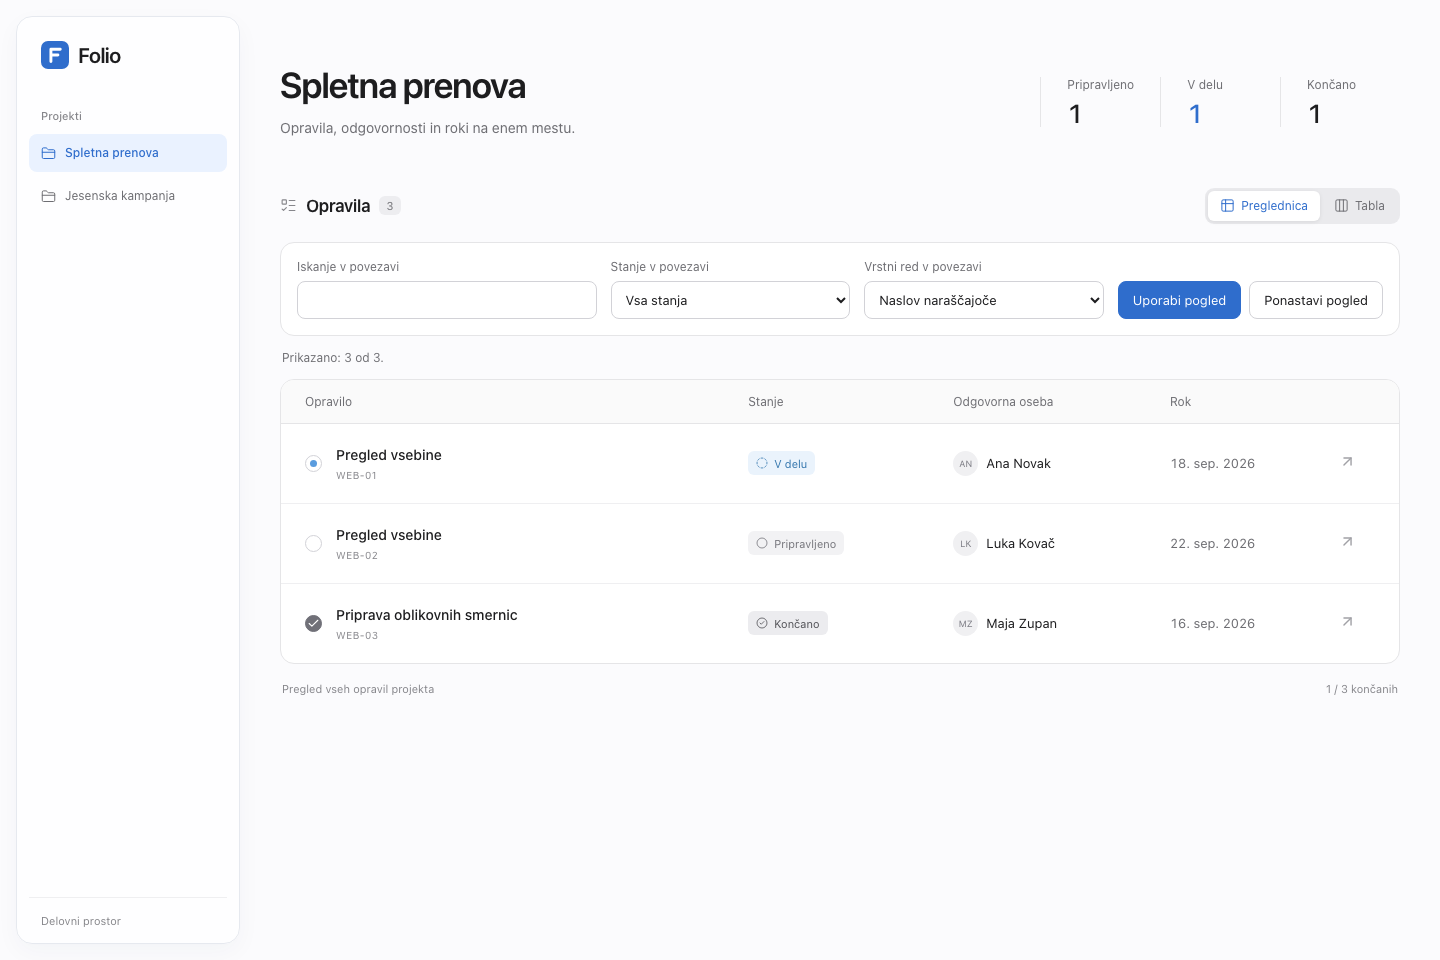 Folio
Projekti
Spletna prenova
Jesenska kampanja
Delovni prostor
Spletna prenova
Opravila, odgovornosti in roki na enem mestu.
Pripravljeno
1
V delu
1
Končano
1
Opravila 3
Preglednica
Tabla
Iskanje v povezavi
Stanje v povezavi
Vsa stanja
Vrstni red v povezavi
Naslov naraščajoče
Uporabi pogled
Ponastavi pogled
Prikazano: 3 od 3.
Opravilo Stanje Odgovorna oseba Rok
Pregled vsebine
WEB-01
V delu
AN Ana Novak
18. sep. 2026
Pregled vsebine
WEB-02
Pripravljeno
LK Luka Kovač
22. sep. 2026
Priprava oblikovnih smernic
WEB-03
Končano
MZ Maja Zupan
16. sep. 2026
Pregled vseh opravil projekta
1 / 3 končanih